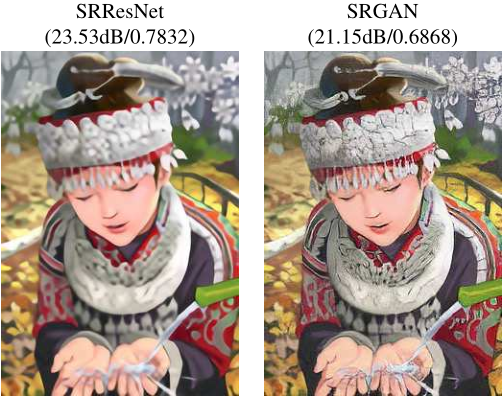 SRResNet
(23.53dB/0.7832)
SRGAN
(21.15dB/0.6868)